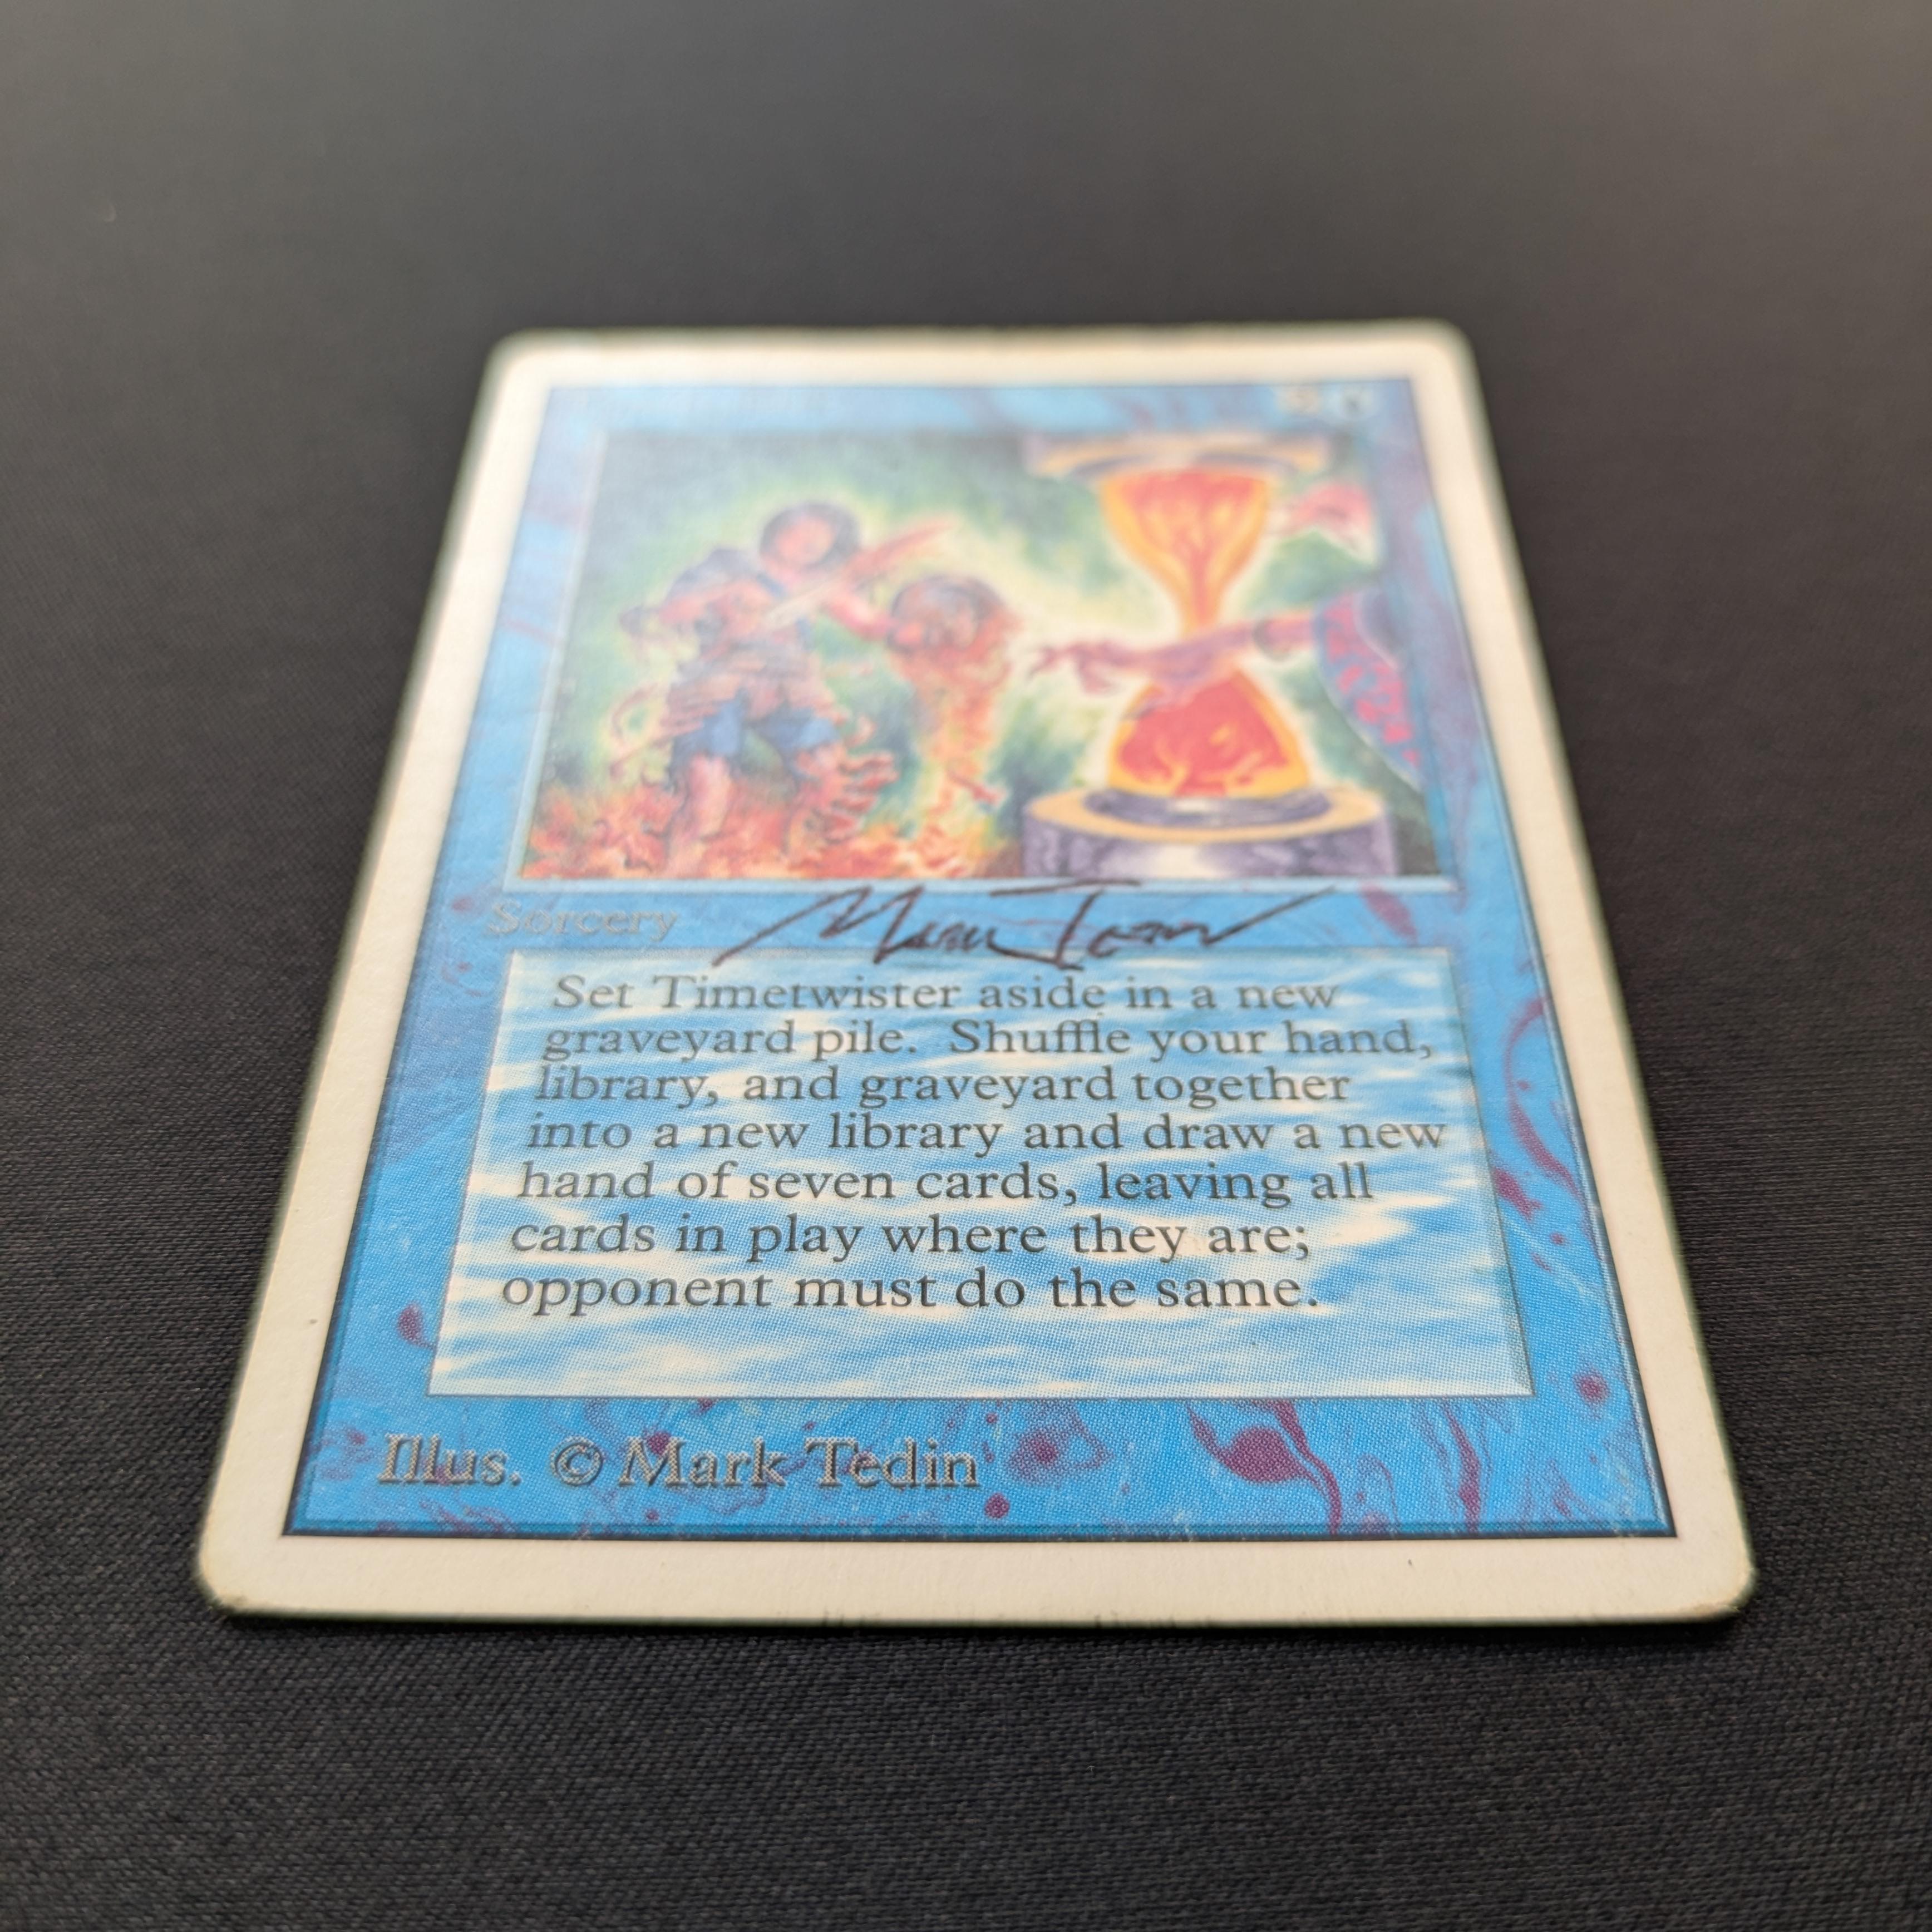 Sorcery
Mark Tedin
Set Timetwister aside in a new
graveyard pile.  Shuffle your hand,
library, and graveyard together
into a new library and draw a new
hand of seven cards, leaving all
cards in play where they are;
opponent must do the same.
Illus. © Mark Tedin